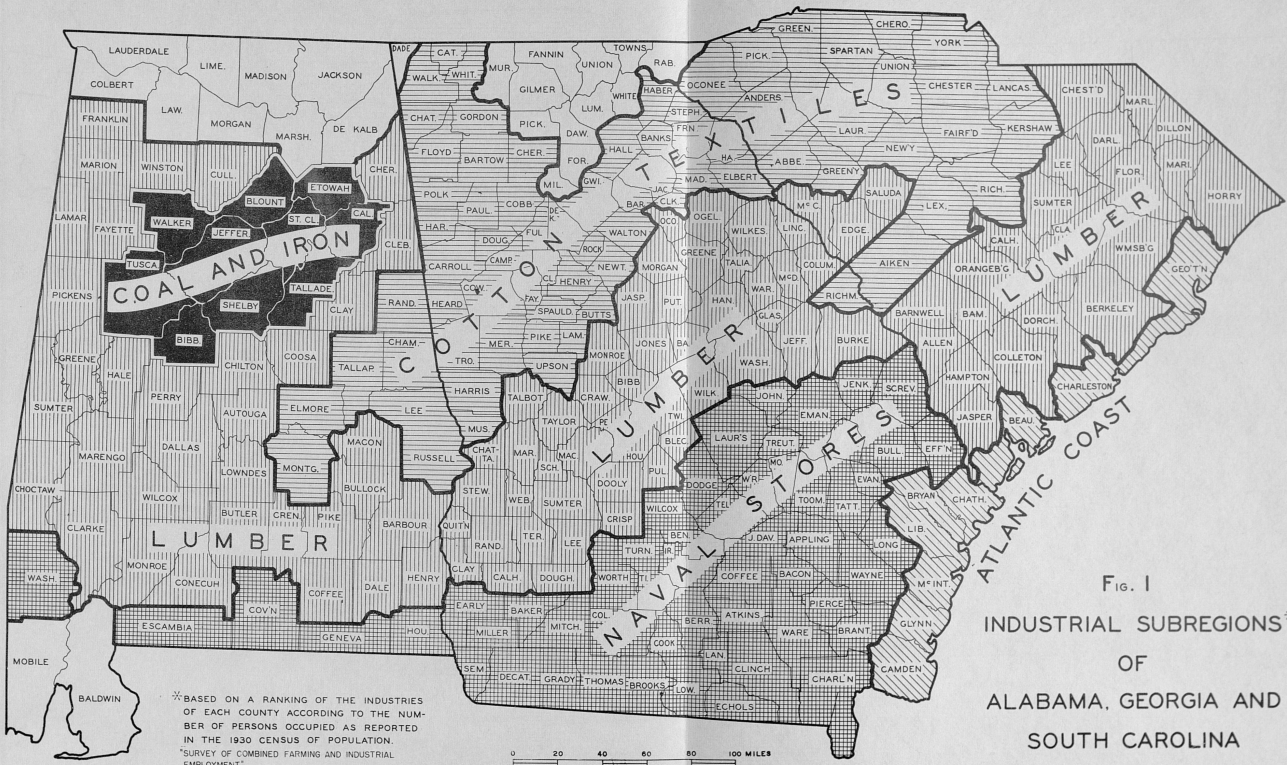 FIG. 1
INDUSTRIAL SUBREGIONS*
OF
ALABAMA, GEORGIA AND
SOUTH CAROLINA
COAL AND IRON
COTTON TEXTILES
LUMBER
LUMBER
LUMBER
NAVAL STORES
ATLANTIC COAST
LAUDERDALE
LIME.
MADISON
JACKSON
COLBERT
LAW.
MORGAN
MARSH.
DE KALB
FRANKLIN
MARION
WINSTON
CULL.
BLOUNT
ETOWAH
CHER.
LAMAR
FAYETTE
WALKER
JEFFER.
ST. CL.
CAL.
CLEB.
PICKENS
TUSCA
SHELBY
TALLADE.
CLAY
RAND.
BIBB.
GREENE
HALE
PERRY
CHILTON
COOSA
TALLAP.
CHAM.
SUMTER
MARENGO
DALLAS
AUTOUGA
ELMORE
LEE
MACON
RUSSELL
CHOCTAW
WILCOX
LOWNDES
MONTG.
BULLOCK
CLARKE
BUTLER
CREN.
PIKE
BARBOUR
WASH.
MONROE
CONECUH
COV'N
COFFEE
DALE
HENRY
ESCAMBIA
GENEVA
HOU.
MOBILE
BALDWIN
DADE
CAT.
WALK.
WHIT.
MUR.
FANNIN
TOWNS
UNION
RAB.
GILMER
LUM.
WHITE
HABER.
STEPH.
CHAT.
GORDON
PICK.
DAW.
HALL
BANKS
FRN
FLOYD
BARTOW
CHER.
FOR.
HA
POLK
MIL.
GWI.
JAC
MAD.
ELBERT
PAUL.
COBB
DE K.
BAR.
CLK
HAR.
DOUG.
FUL
WALTON
OCO.
OGEL.
WILKES.
LINC.
CARROLL
CAMP.
CL
ROCK
NEWT.
MORGAN
GREENE
TALIA.
McD
COLUM.
HEARD
COW.
FAY.
HENRY
JASP.
PUT.
HAN.
WAR.
RICHM.
SPAULD.
BUTTS
GLAS.
TRO.
MER.
PIKE
LAM.
MONROE
JONES
BA
WASH.
JEFF.
BURKE
HARRIS
UPSON
BIBB
WILK
TALBOT
CRAW.
TWI.
JOHN.
JENK.
SCREV.
MUS.
TAYLOR
PE
EMAN.
CHAT-
TA.
MAR.
MAC
HOU
BLEC.
LAUR'S
TREUT.
BULL.
EFF'N
SCH.
STEW.
WEB.
SUMTER
DOOLY
PUL.
DODGE
MO.
WR
TOOM.
TATT.
EVAN.
BRYAN
CHATH.
QUIT'N
RAND.
TER.
LEE
CRISP
WILCOX
TEL
LIB.
CLAY
CALH.
DOUGH.
WORTH
TURN.
BEN.
J.DAV.
APPLING
LONG
EARLY
BAKER
IR.
COFFEE
BACON
WAYNE
McINT.
MILLER
MITCH.
COL
BERR.
ATKINS.
PIERCE
GLYNN
SEM
DECAT.
GRADY
THOMAS
COOK
LAN.
WARE
BRANT.
CAMDEN
BROOKS
LOW.
CLINCH
CHARL'N
ECHOLS
OCONEE
PICK.
GREEN.
SPARTAN
CHERO.
YORK
UNION
ANDERS
LAUR.
CHESTER
LANCAS.
CHEST'D
MARL.
ABBE.
GREENY
NEW'Y
FAIRF'D
KERSHAW
DARL.
DILLON
McC.
SALUDA
LEX.
RICH.
LEE
FLOR.
MARI.
HORRY
EDGE.
AIKEN
CALH.
SUMTER
CLA
WMSB'G
GEO'T'N
ORANGEB'G
BARNWELL
BAM.
ALLEN
DORCH.
BERKELEY
COLLETON
HAMPTON
CHARLESTON
JASPER
BEAU.
*BASED ON A RANKING OF THE INDUSTRIES
OF EACH COUNTY ACCORDING TO THE NUM-
BER OF PERSONS OCCUPIED AS REPORTED
IN THE 1930 CENSUS OF POPULATION.
"SURVEY OF COMBINED FARMING AND INDUSTRIAL
EMPLOYMENT"
0 20 40 60 80 100 MILES